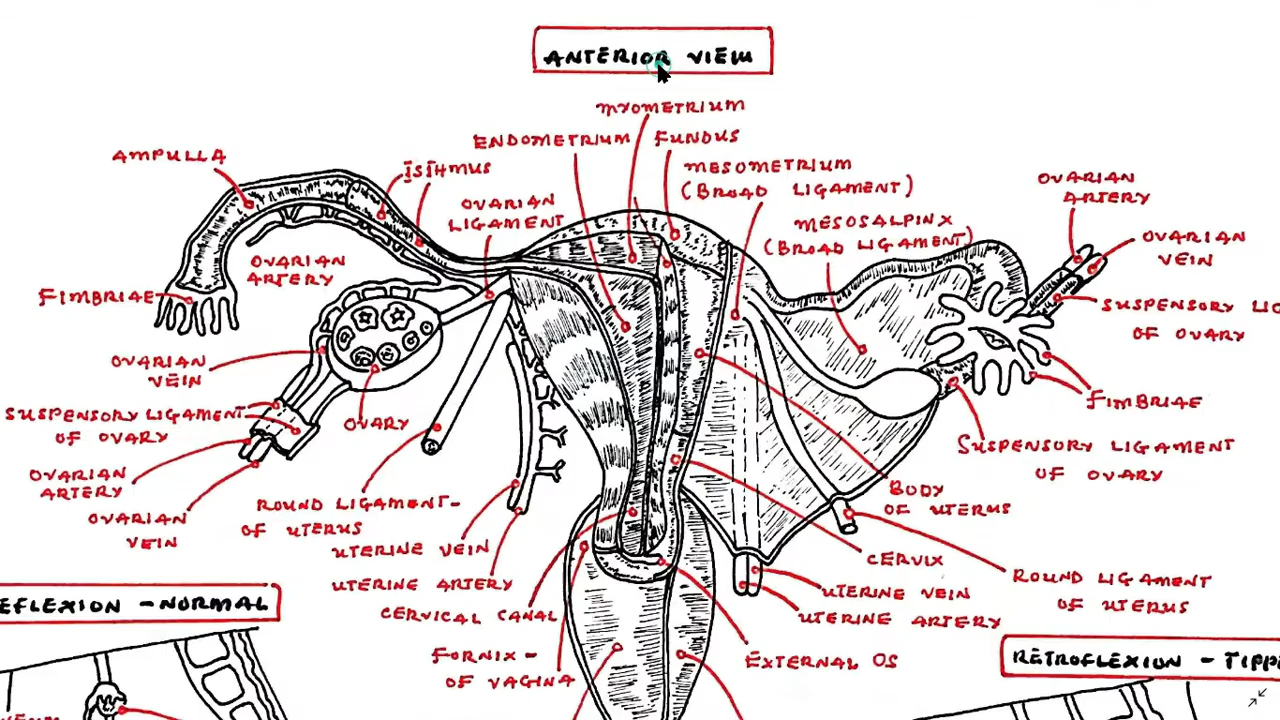 ANTERIOR VIEW
MYOMETRIUM
ENDOMETRIUM
FUNDUS
AMPULLA
ISTHMUS
MESOMETRIUM
(BROAD LIGAMENT)
OVARIAN
LIGAMENT
MESOSALPINX
(BROAD LIGAMENT)
OVARIAN
ARTERY
OVARIAN
VEIN
OVARIAN
ARTERY
FIMBRIAE
SUSPENSORY LIG
OF OVARY
OVARIAN
VEIN
FIMBRIAE
SUSPENSORY LIGAMENT
OF OVARY
OVARY
SUSPENSORY LIGAMENT
OF OVARY
OVARIAN
ARTERY
OVARIAN
VEIN
ROUND LIGAMENT-
OF UTERUS
BODY
OF UTERUS
UTERINE VEIN
UTERINE ARTERY
CERVICAL CANAL
CERVIX
ROUND LIGAMENT
OF UTERUS
UTERINE VEIN
UTERINE ARTERY
EFLEXION - NORMAL
FORNIX -
OF VAGINA
EXTERNAL OS
RETROFLEXION - TIPP